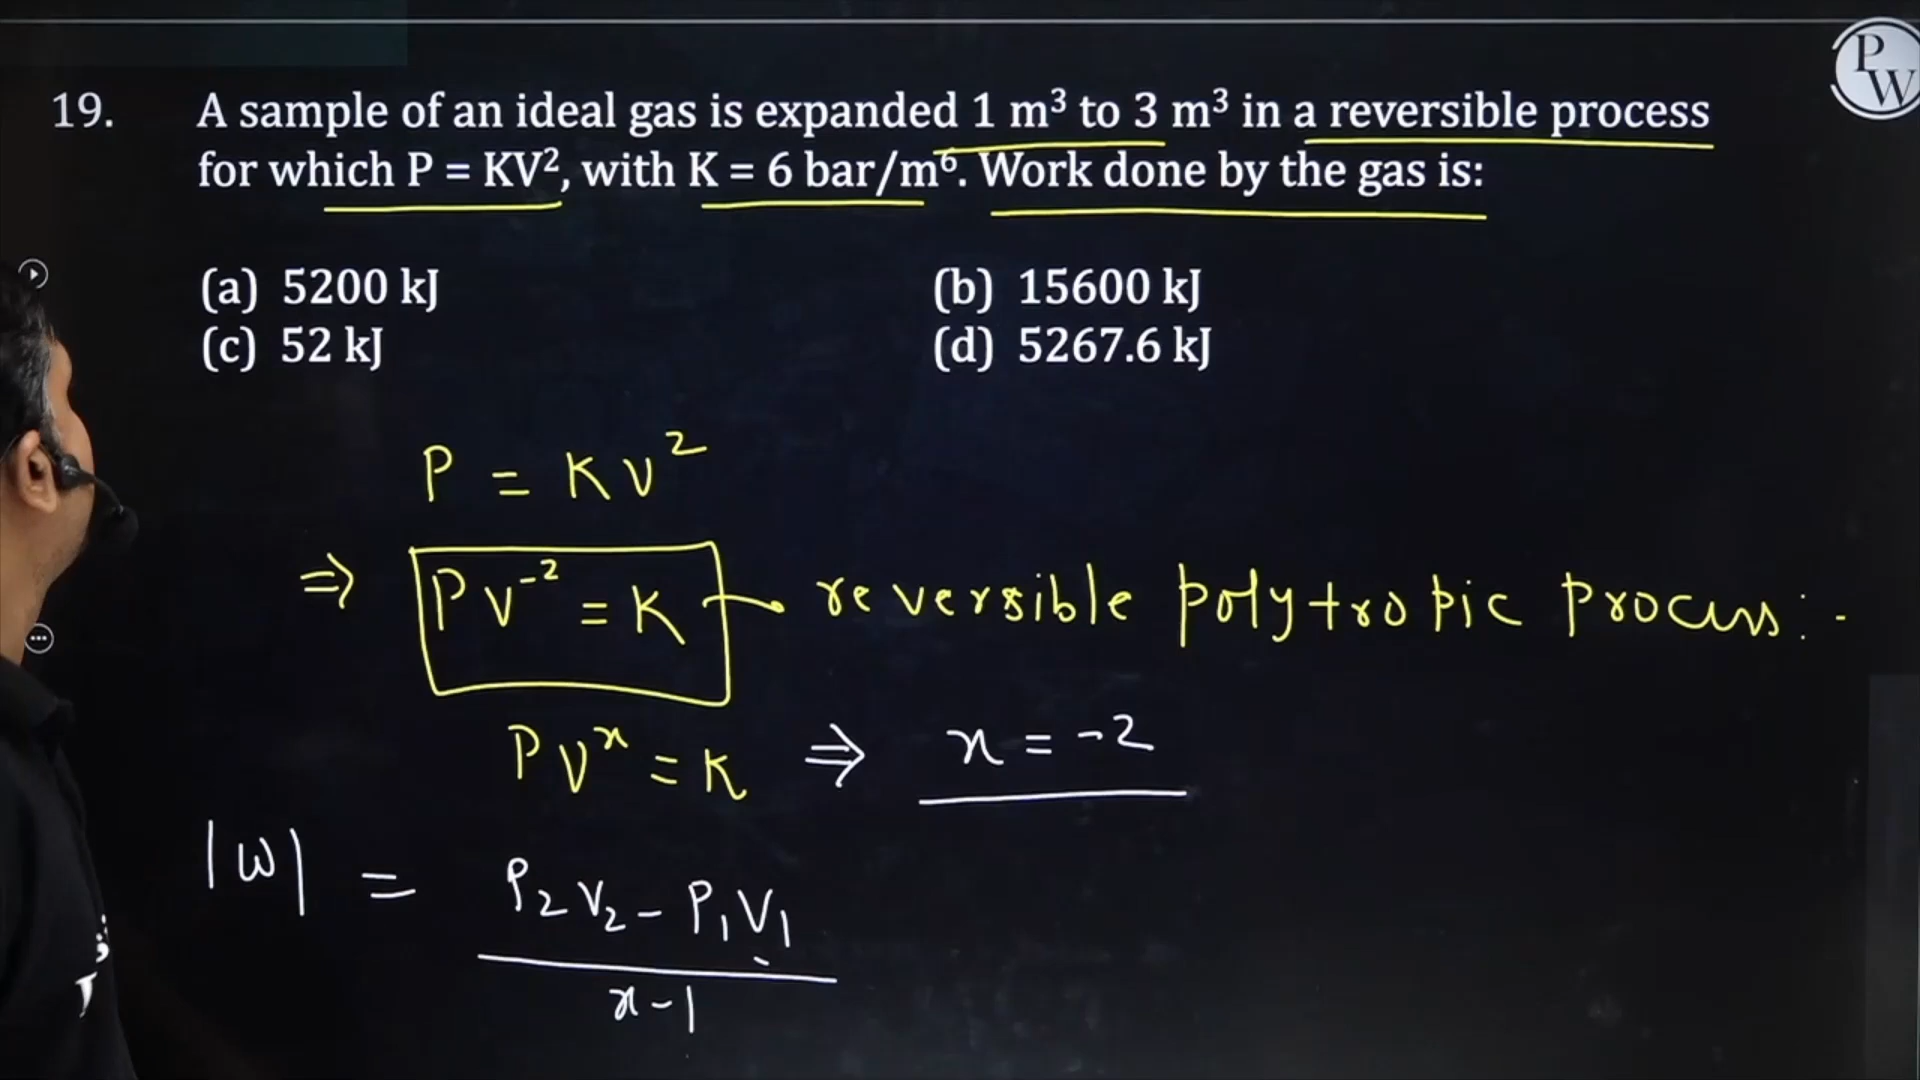 PW
19. A sample of an ideal gas is expanded 1 m³ to 3 m³ in a reversible process
for which P = KV², with K = 6 bar/m⁶. Work done by the gas is:
(a) 5200 kJ (b) 15600 kJ
(c) 52 kJ (d) 5267.6 kJ
P = KV²
⇒ PV⁻² = K reversible polytropic process :-
PVˣ = K ⇒ x = -2
|W| = P₂V₂ - P₁V₁
x - 1